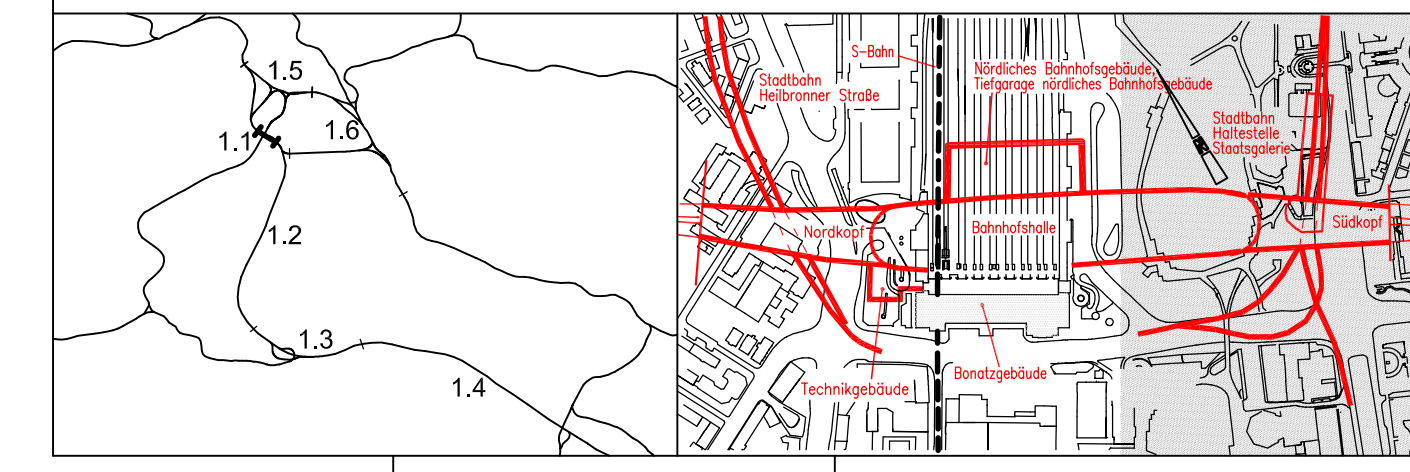 1.5
1.1
1.6
1.2
1.3
1.4
S-Bahn
Stadtbahn
Heilbronner Straße
Nördliches Bahnhofsgebäude,
Tiefgarage nördliches Bahnhofsgebäude
Stadtbahn
Haltestelle
Staatsgalerie
Nordkopf
Bahnhofshalle
Südkopf
Technikgebäude
Bonatzgebäude